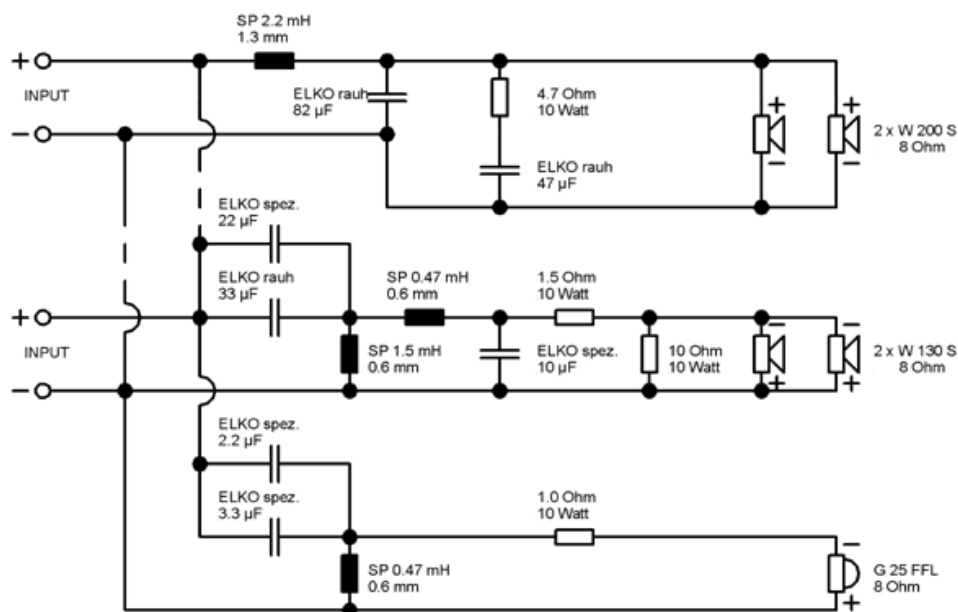 SP 2.2 mH
1.3 mm
+
INPUT
−
ELKO rauh
82 µF
4.7 Ohm
10 Watt
ELKO rauh
47 µF
+
−
+
−
2 x W 200 S
8 Ohm
ELKO spez.
22 µF
ELKO rauh
33 µF
+
INPUT
−
SP 0.47 mH
0.6 mm
1.5 Ohm
10 Watt
SP 1.5 mH
0.6 mm
ELKO spez.
10 µF
10 Ohm
10 Watt
−
+
−
+
2 x W 130 S
8 Ohm
ELKO spez.
2.2 µF
ELKO spez.
3.3 µF
1.0 Ohm
10 Watt
SP 0.47 mH
0.6 mm
−
+
G 25 FFL
8 Ohm